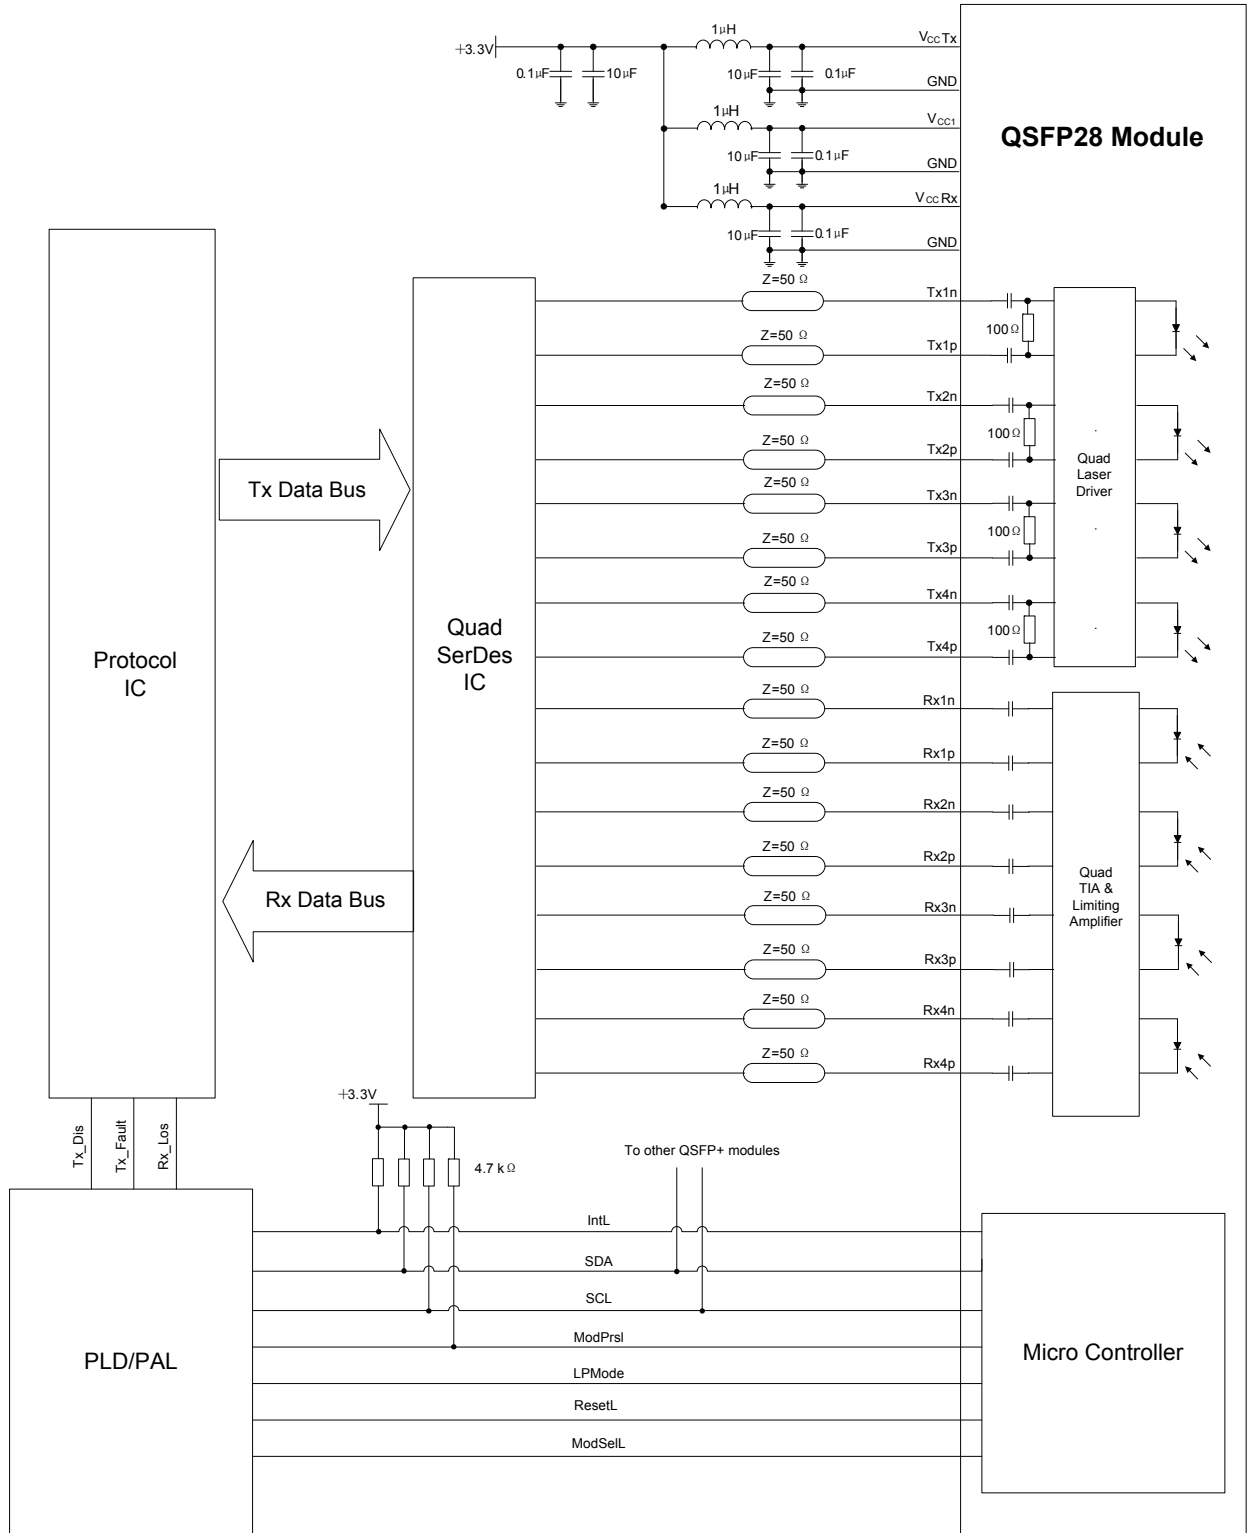 1μH
+3.3V
VCC Tx
0.1μF
10μF
10μF
0.1μF
GND
1μH
VCC1
QSFP28 Module
10μF
0.1μF
GND
1μH
VCC Rx
10μF
0.1μF
GND
Z=50 Ω
Tx1n
100Ω
Z=50 Ω
Tx1p
Z=50 Ω
Tx2n
100Ω
Z=50 Ω
Tx2p
Z=50 Ω
Tx3n
100Ω
Z=50 Ω
Tx3p
Z=50 Ω
Tx4n
100Ω
Z=50 Ω
Tx4p
Quad
Laser
Driver
Tx Data Bus
Protocol
IC
Quad
SerDes
IC
Z=50 Ω
Rx1n
Z=50 Ω
Rx1p
Z=50 Ω
Rx2n
Z=50 Ω
Rx2p
Z=50 Ω
Rx3n
Z=50 Ω
Rx3p
Z=50 Ω
Rx4n
Z=50 Ω
Rx4p
Quad
TIA &
Limiting
Amplifier
Rx Data Bus
+3.3V
Tx_Dis
Tx_Fault
Rx_Los
4.7 k Ω
To other QSFP+ modules
IntL
SDA
SCL
ModPrsl
LPMode
ResetL
ModSelL
PLD/PAL
Micro Controller